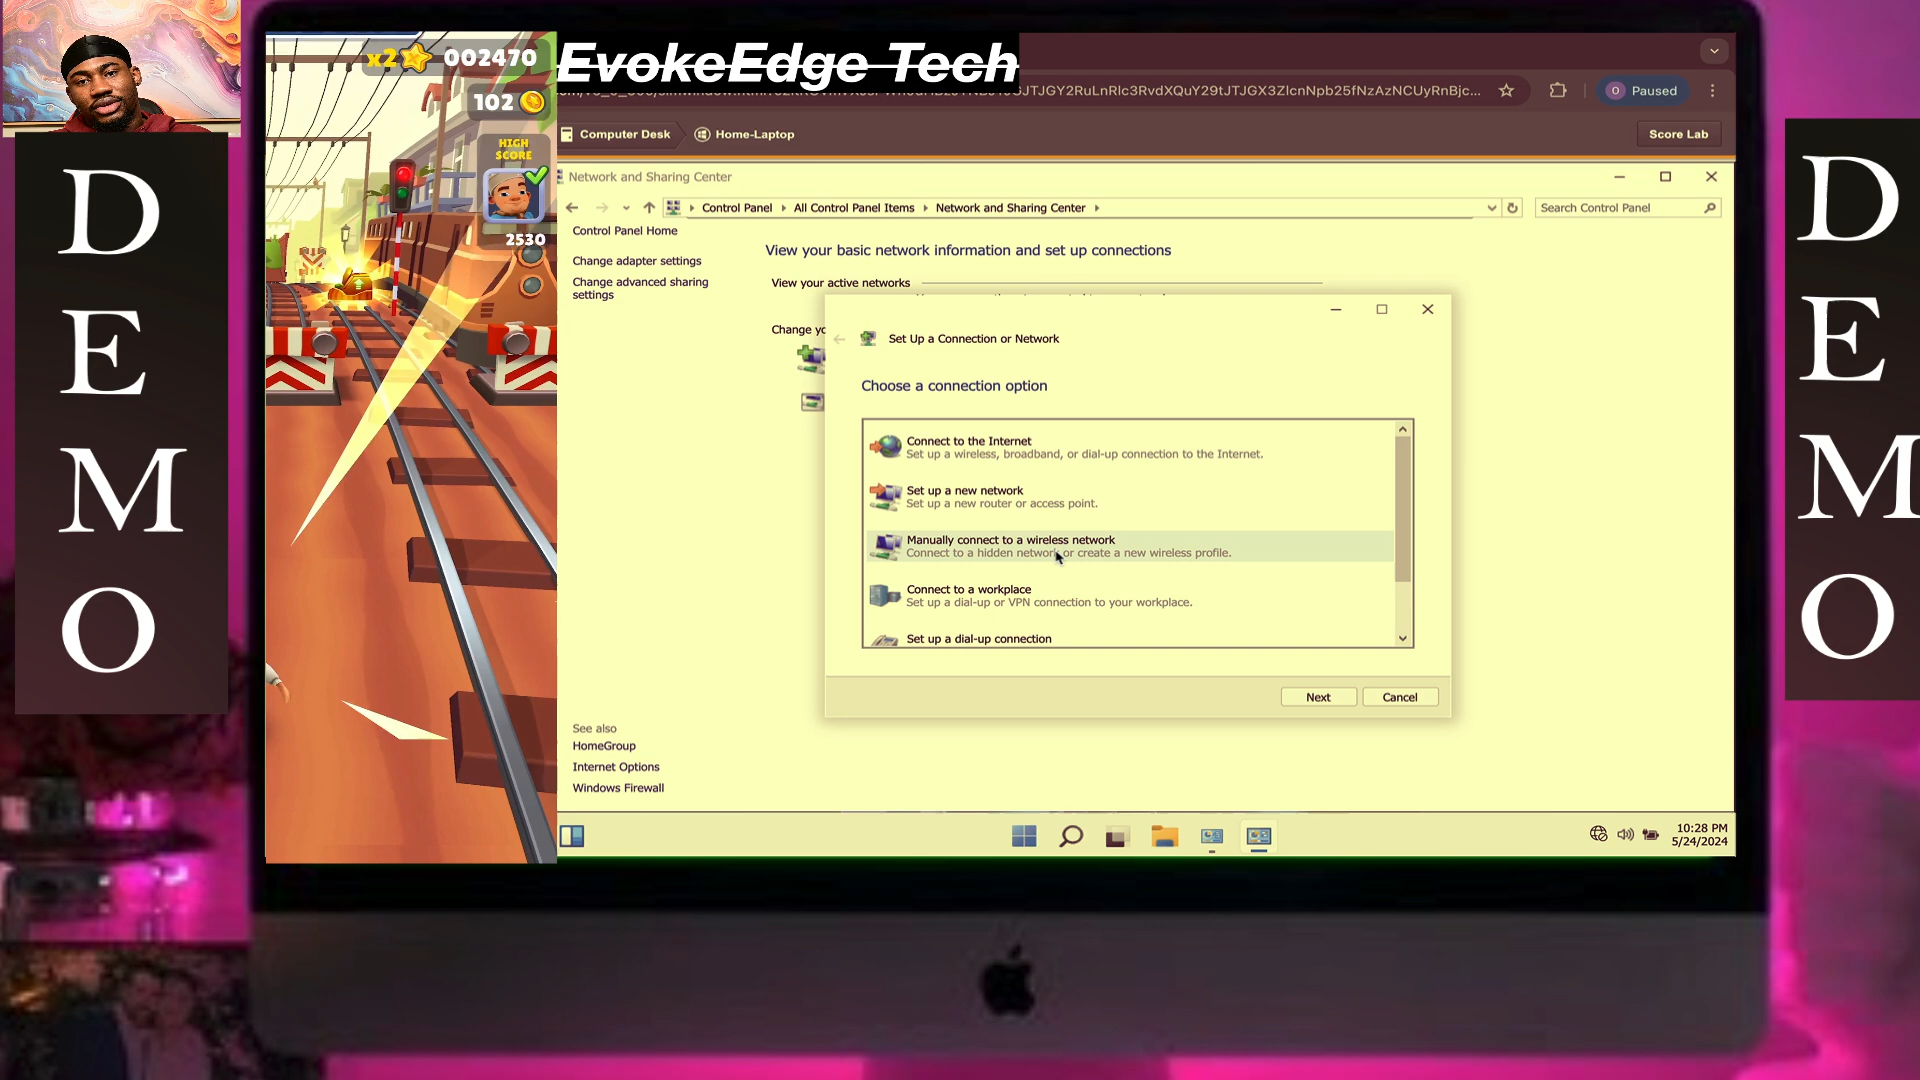 D
E
M
O
x2 002470
102
HIGH
SCORE
2530
EvokeEdge Tech
Paused
Computer Desk
Home-Laptop
Score Lab
Network and Sharing Center
Control Panel
All Control Panel Items
Network and Sharing Center
Search Control Panel
Control Panel Home
Change adapter settings
Change advanced sharing
settings
View your basic network information and set up connections
View your active networks
Change yo
Set Up a Connection or Network
Choose a connection option
Connect to the Internet
Set up a wireless, broadband, or dial-up connection to the Internet.
Set up a new network
Set up a new router or access point.
Manually connect to a wireless network
Connect to a hidden network or create a new wireless profile.
Connect to a workplace
Set up a dial-up or VPN connection to your workplace.
Set up a dial-up connection
Next
Cancel
See also
HomeGroup
Internet Options
Windows Firewall
10:28 PM
5/24/2024
D
E
M
O